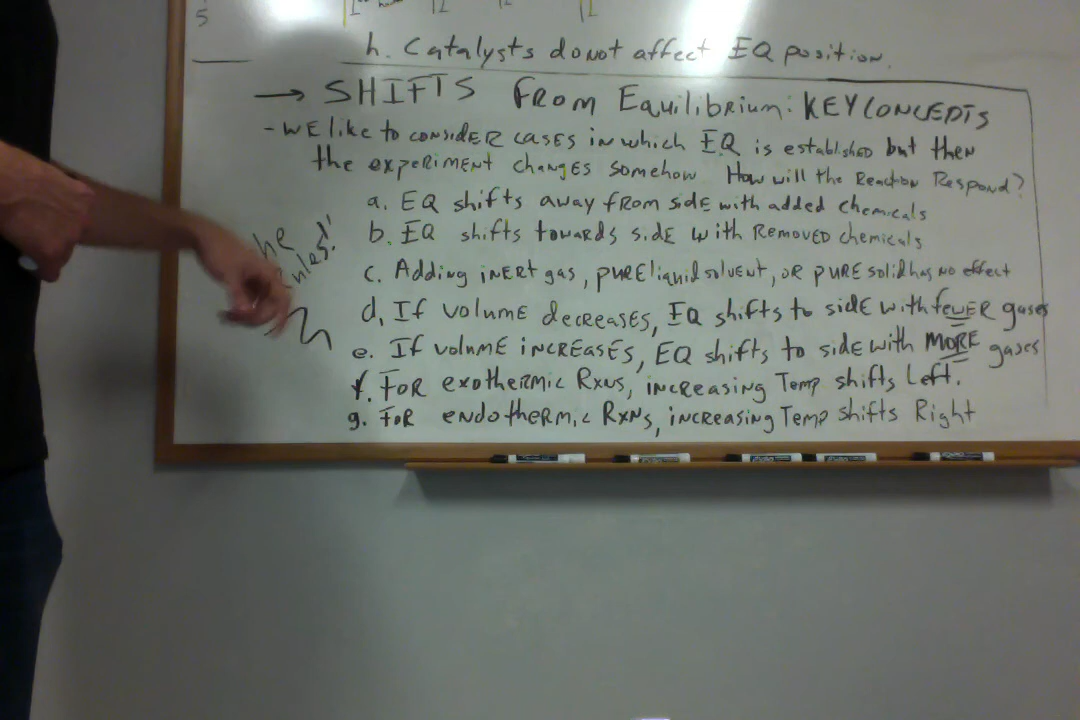 h. Catalysts do not affect EQ position.
→ SHIFTS From Equilibrium: KEY CONCEPTS
- WE like to consider cases in which EQ is established but then
the experiment changes somehow. How will the Reaction Respond?
a. EQ shifts away from side with added chemicals
b. EQ shifts towards side with Removed chemicals
c. Adding inert gas, pure liquid solvent, or pure solid has no effect
d. If volume decreases, EQ shifts to side with fewer gases
e. If volume increases, EQ shifts to side with MORE gases
f. For exothermic Rxns, increasing Temp shifts Left.
g. For endothermic Rxns, increasing Temp shifts Right